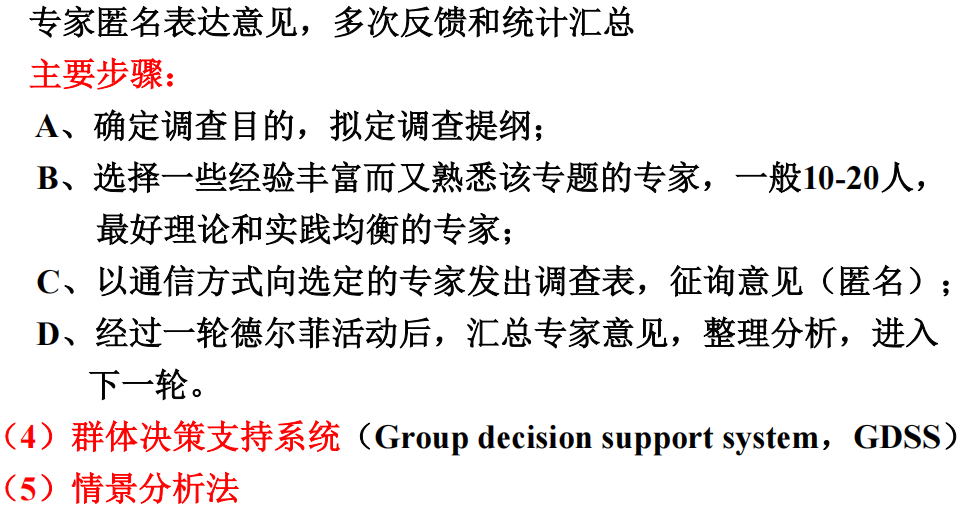 专家匿名表达意见，多次反馈和统计汇总
主要步骤：
A、确定调查目的，拟定调查提纲；
B、选择一些经验丰富而又熟悉该专题的专家，一般10-20人，
最好理论和实践均衡的专家；
C、以通信方式向选定的专家发出调查表，征询意见（匿名）；
D、经过一轮德尔菲活动后，汇总专家意见，整理分析，进入
下一轮。
（4）群体决策支持系统（Group decision support system，GDSS）
（5）情景分析法